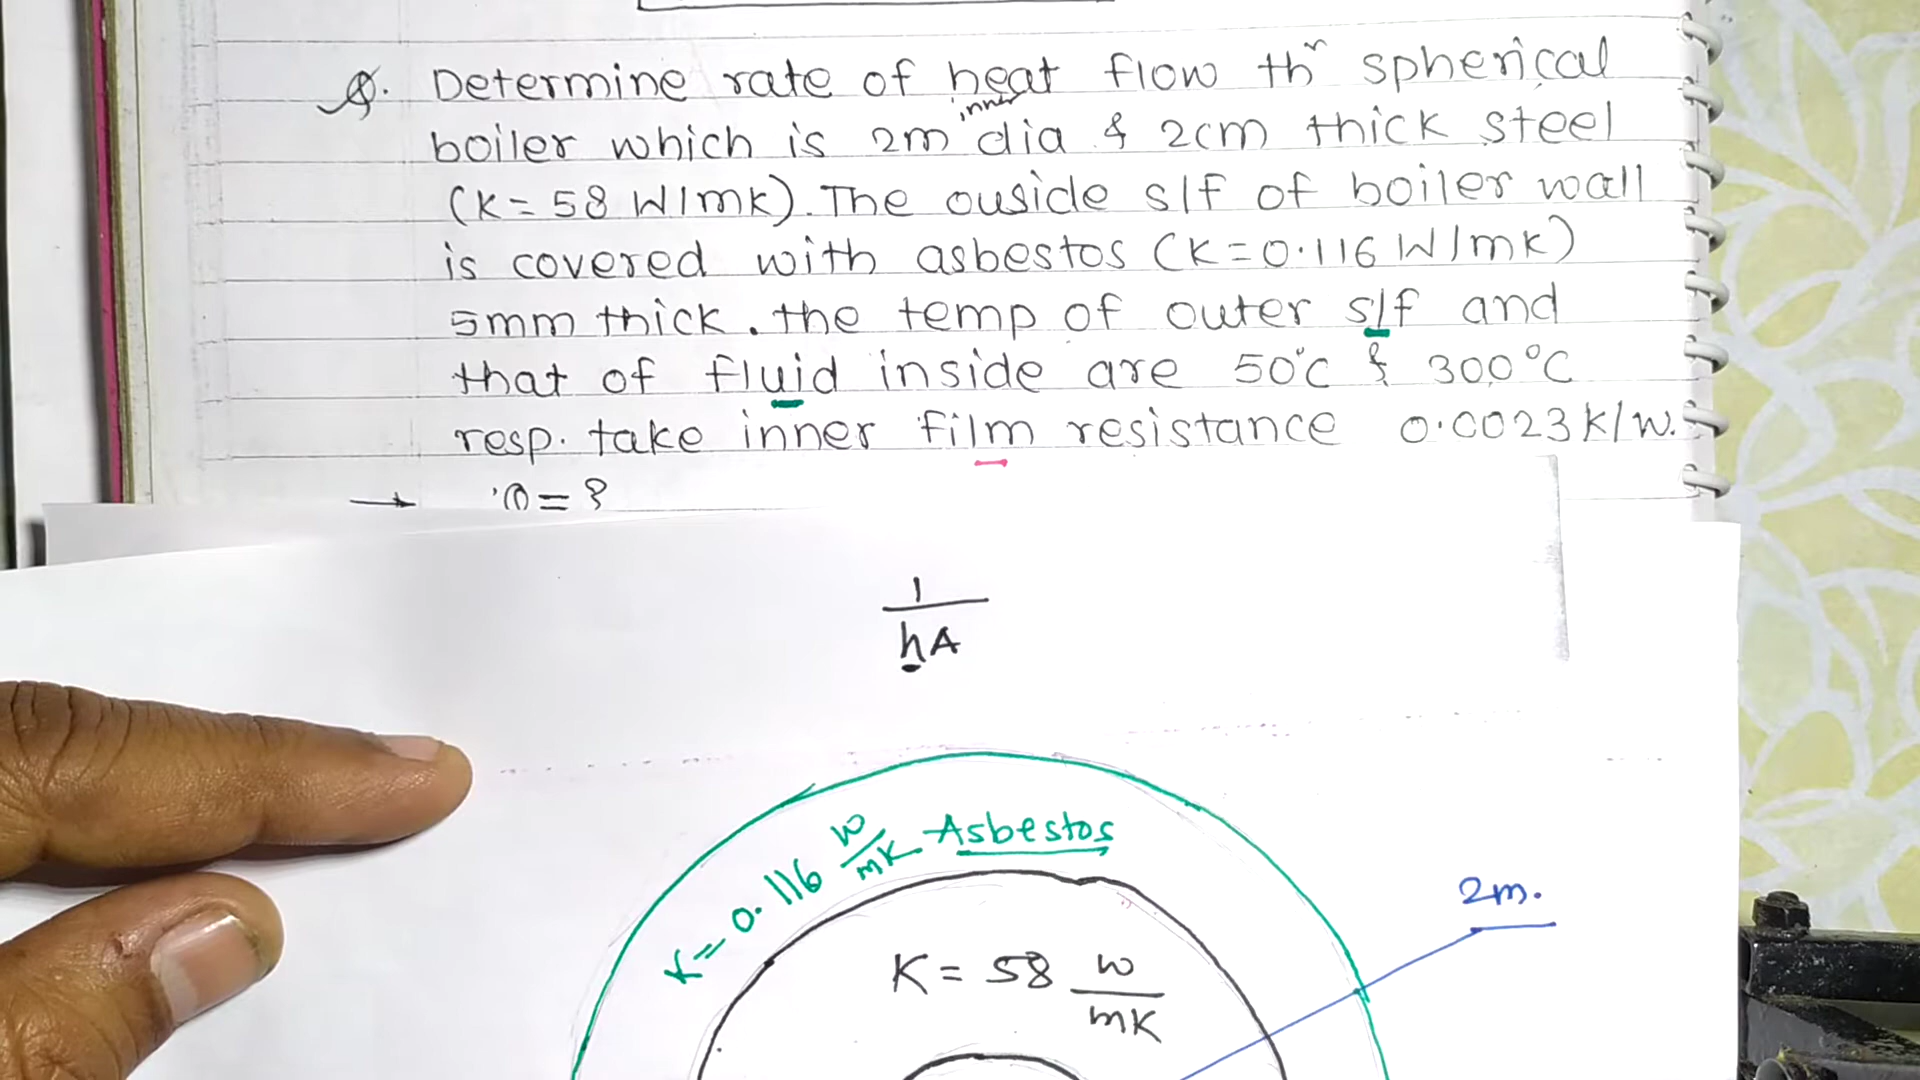 Q. Determine rate of heat flow thr spherical
boiler which is 2m inner dia & 2cm thick steel
(K=58 W/mK). The ouside s/f of boiler wall
is covered with asbestos (K=0.116 W/mK)
5mm thick. the temp of outer s/f and
that of fluid inside are 50°C & 300°C
resp. take inner film resistance 0.0023 K/W.
→ Q = ?
1
hA
K= 0.116 W/mK Asbestos
2m.
K= 58 W/mK